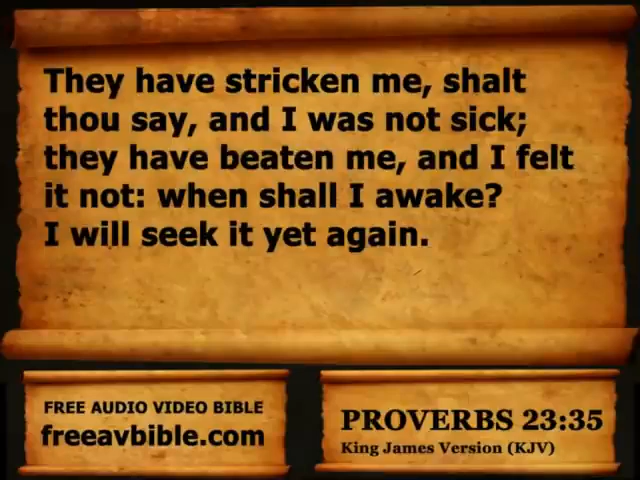 They have stricken me, shalt
thou say, and I was not sick;
they have beaten me, and I felt
it not: when shall I awake?
I will seek it yet again.
FREE AUDIO VIDEO BIBLE
freeavbible.com
PROVERBS 23:35
King James Version (KJV)